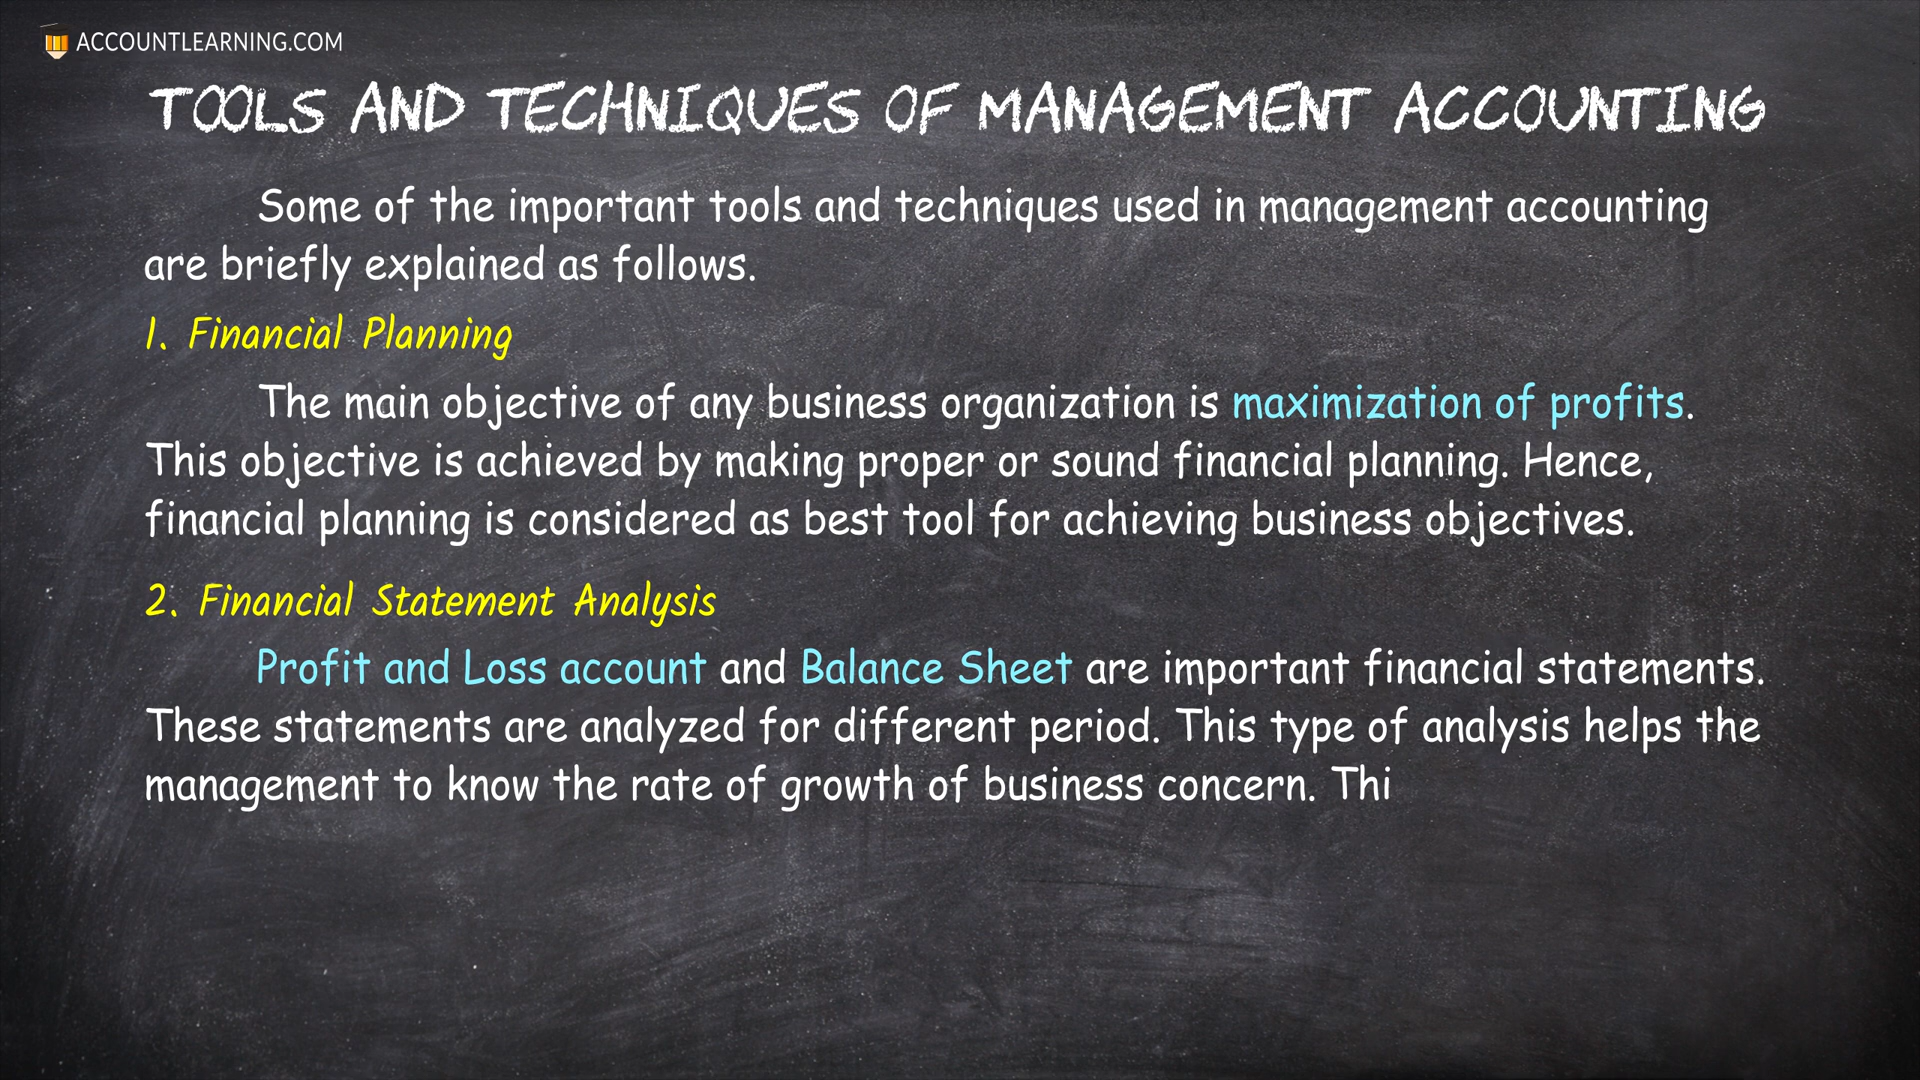 ACCOUNTLEARNING.COM
TOOLS AND TECHNIQUES OF MANAGEMENT ACCOUNTING
Some of the important tools and techniques used in management accounting
are briefly explained as follows.
1. Financial Planning
The main objective of any business organization is maximization of profits.
This objective is achieved by making proper or sound financial planning. Hence,
financial planning is considered as best tool for achieving business objectives.
2. Financial Statement Analysis
Profit and Loss account and Balance Sheet are important financial statements.
These statements are analyzed for different period. This type of analysis helps the
management to know the rate of growth of business concern. Thi